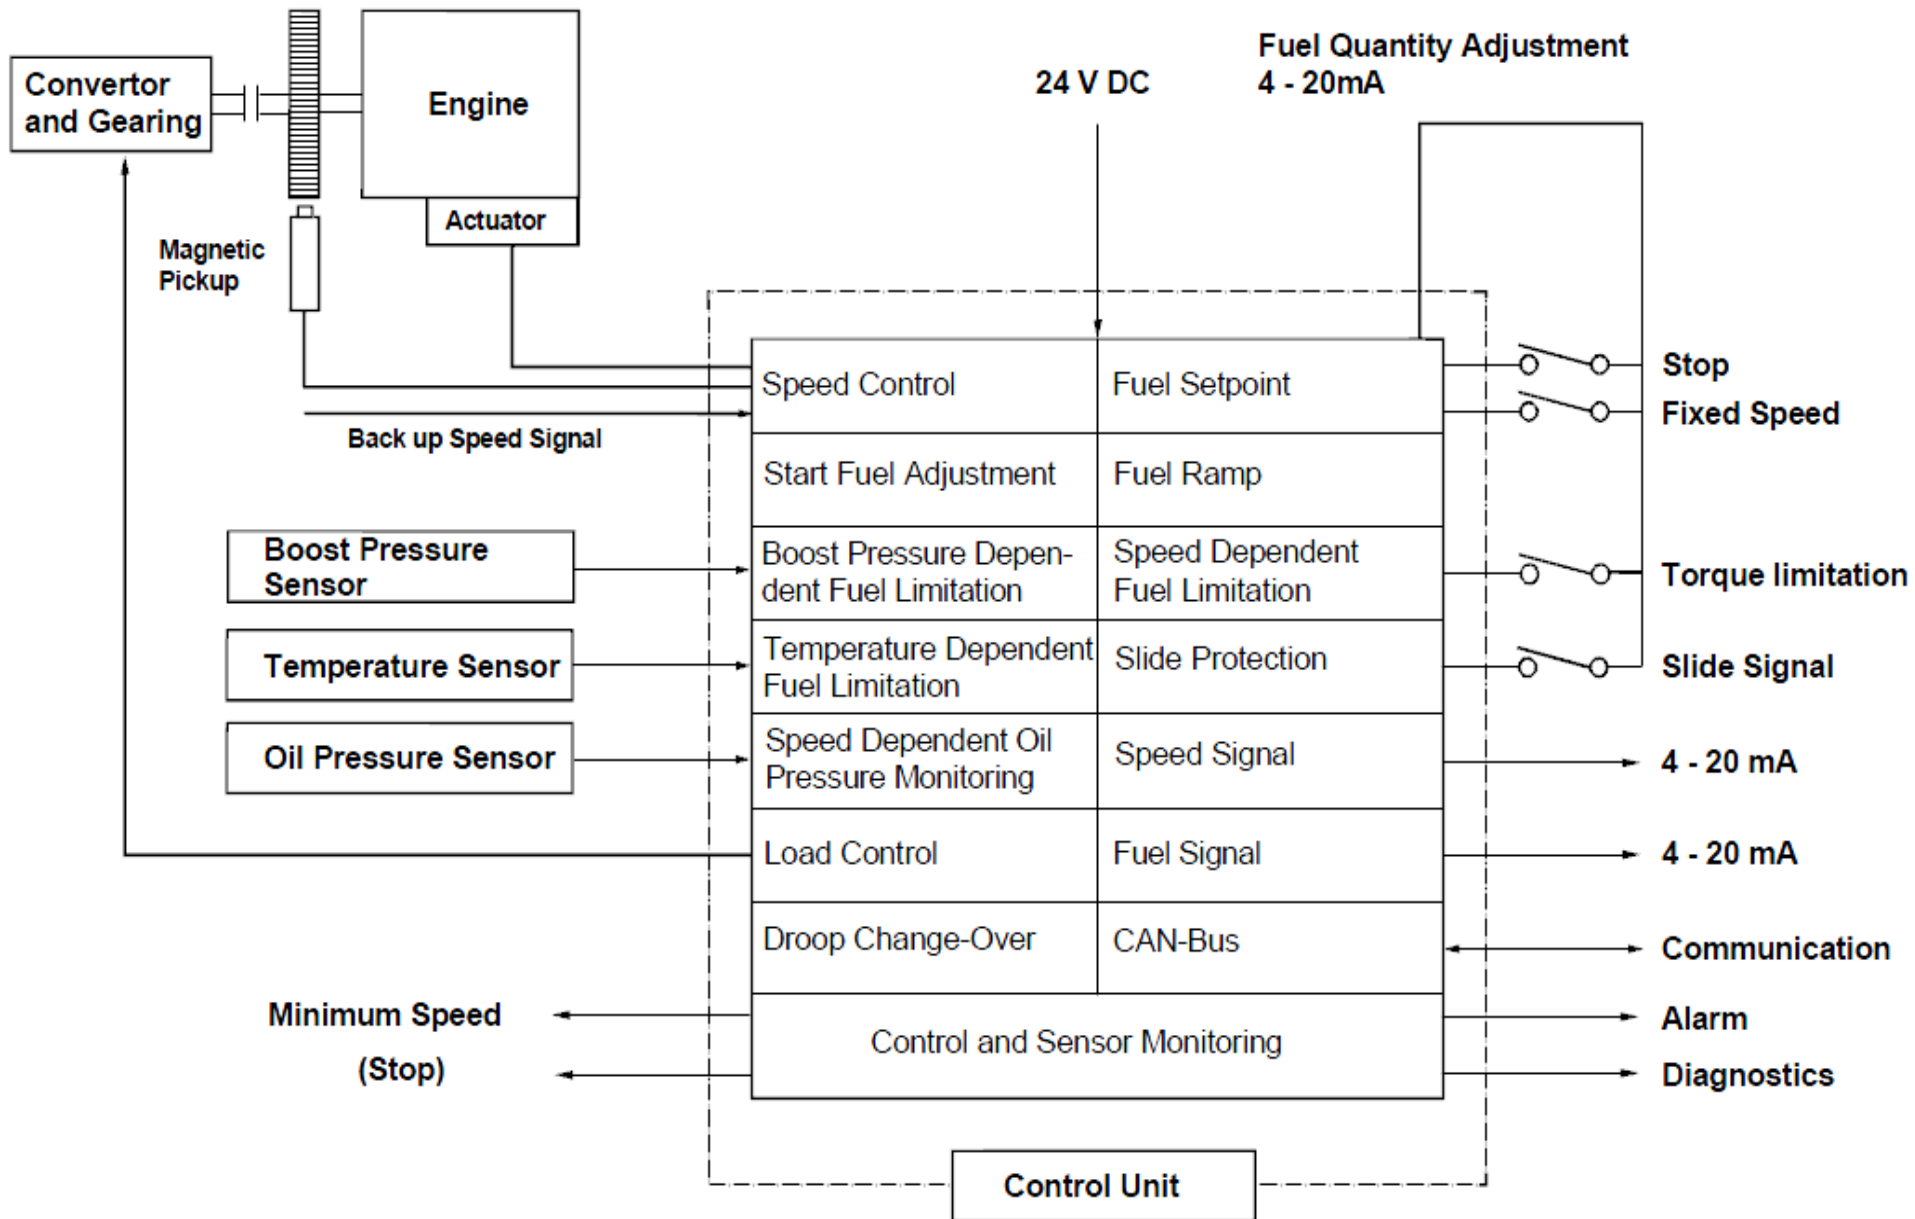 Convertor
and Gearing
Engine
Actuator
Magnetic
Pickup
24 V DC
Fuel Quantity Adjustment
4 - 20mA
Back up Speed Signal
Boost Pressure
Sensor
Temperature Sensor
Oil Pressure Sensor
Minimum Speed
(Stop)
Speed Control
Fuel Setpoint
Start Fuel Adjustment
Fuel Ramp
Boost Pressure Depen-
dent Fuel Limitation
Speed Dependent
Fuel Limitation
Temperature Dependent
Fuel Limitation
Slide Protection
Speed Dependent Oil
Pressure Monitoring
Speed Signal
Load Control
Fuel Signal
Droop Change-Over
CAN-Bus
Control and Sensor Monitoring
Stop
Fixed Speed
Torque limitation
Slide Signal
4 - 20 mA
4 - 20 mA
Communication
Alarm
Diagnostics
Control Unit